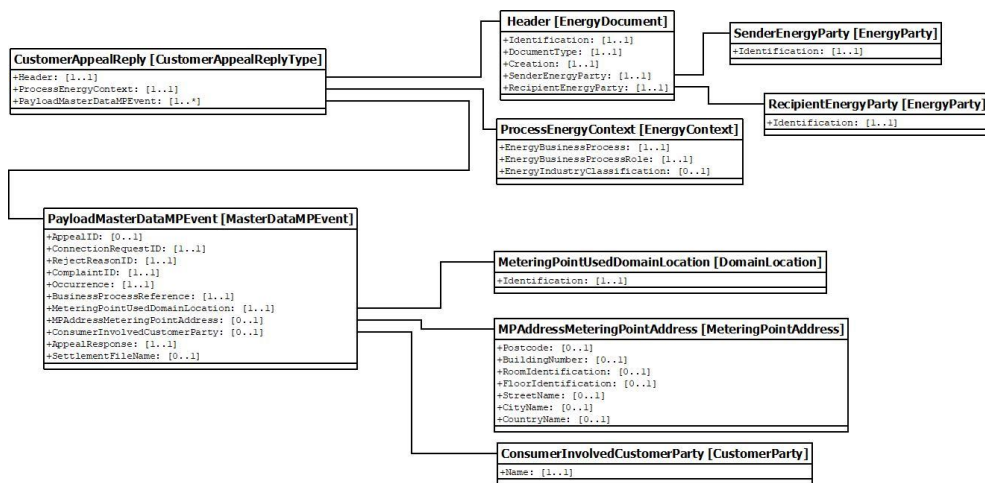 CustomerAppealReply [CustomerAppealReplyType]
+Header: [1..1]
+ProcessEnergyContext: [1..1]
+PayloadMasterDataMPEvent: [1..*]
Header [EnergyDocument]
+Identification: [1..1]
+DocumentType: [1..1]
+Creation: [1..1]
+SenderEnergyParty: [1..1]
+RecipientEnergyParty: [1..1]
SenderEnergyParty [EnergyParty]
+Identification: [1..1]
RecipientEnergyParty [EnergyParty]
+Identification: [1..1]
ProcessEnergyContext [EnergyContext]
+EnergyBusinessProcess: [1..1]
+EnergyBusinessProcessRole: [1..1]
+EnergyIndustryClassification: [0..1]
PayloadMasterDataMPEvent [MasterDataMPEvent]
+AppealID: [0..1]
+ConnectionRequestID: [1..1]
+RejectReasonID: [1..1]
+ComplaintID: [1..1]
+Occurrence: [1..1]
+BusinessProcessReference: [1..1]
+MeteringPointUsedDomainLocation: [1..1]
+MPAddressMeteringPointAddress: [0..1]
+ConsumerInvolvedCustomerParty: [0..1]
+AppealResponse: [1..1]
+SettlementFileName: [0..1]
MeteringPointUsedDomainLocation [DomainLocation]
+Identification: [1..1]
MPAddressMeteringPointAddress [MeteringPointAddress]
+Postcode: [0..1]
+BuildingNumber: [0..1]
+RoomIdentification: [0..1]
+FloorIdentification: [0..1]
+StreetName: [0..1]
+CityName: [0..1]
+CountryName: [0..1]
ConsumerInvolvedCustomerParty [CustomerParty]
+Name: [1..1]